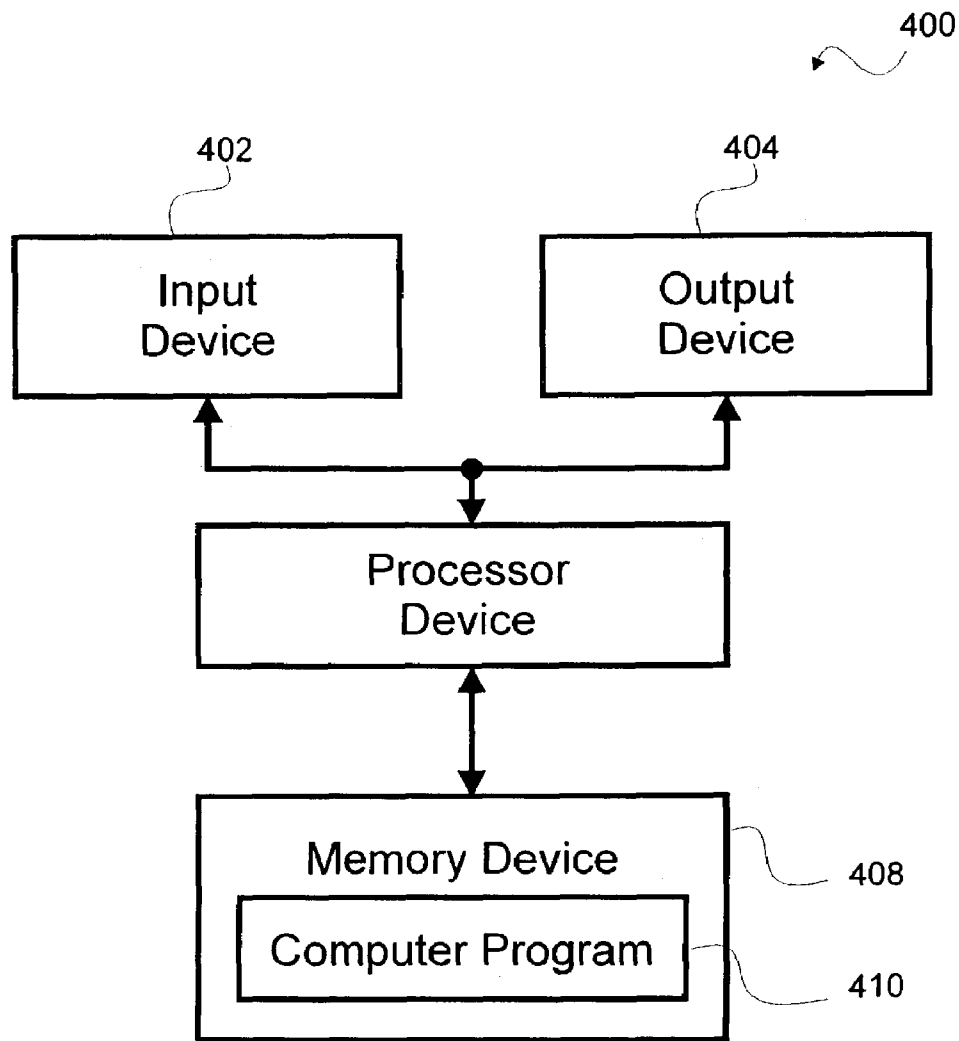 400
402
404
Input
Device
Output
Device
Processor
Device
Memory Device
408
Computer Program
410